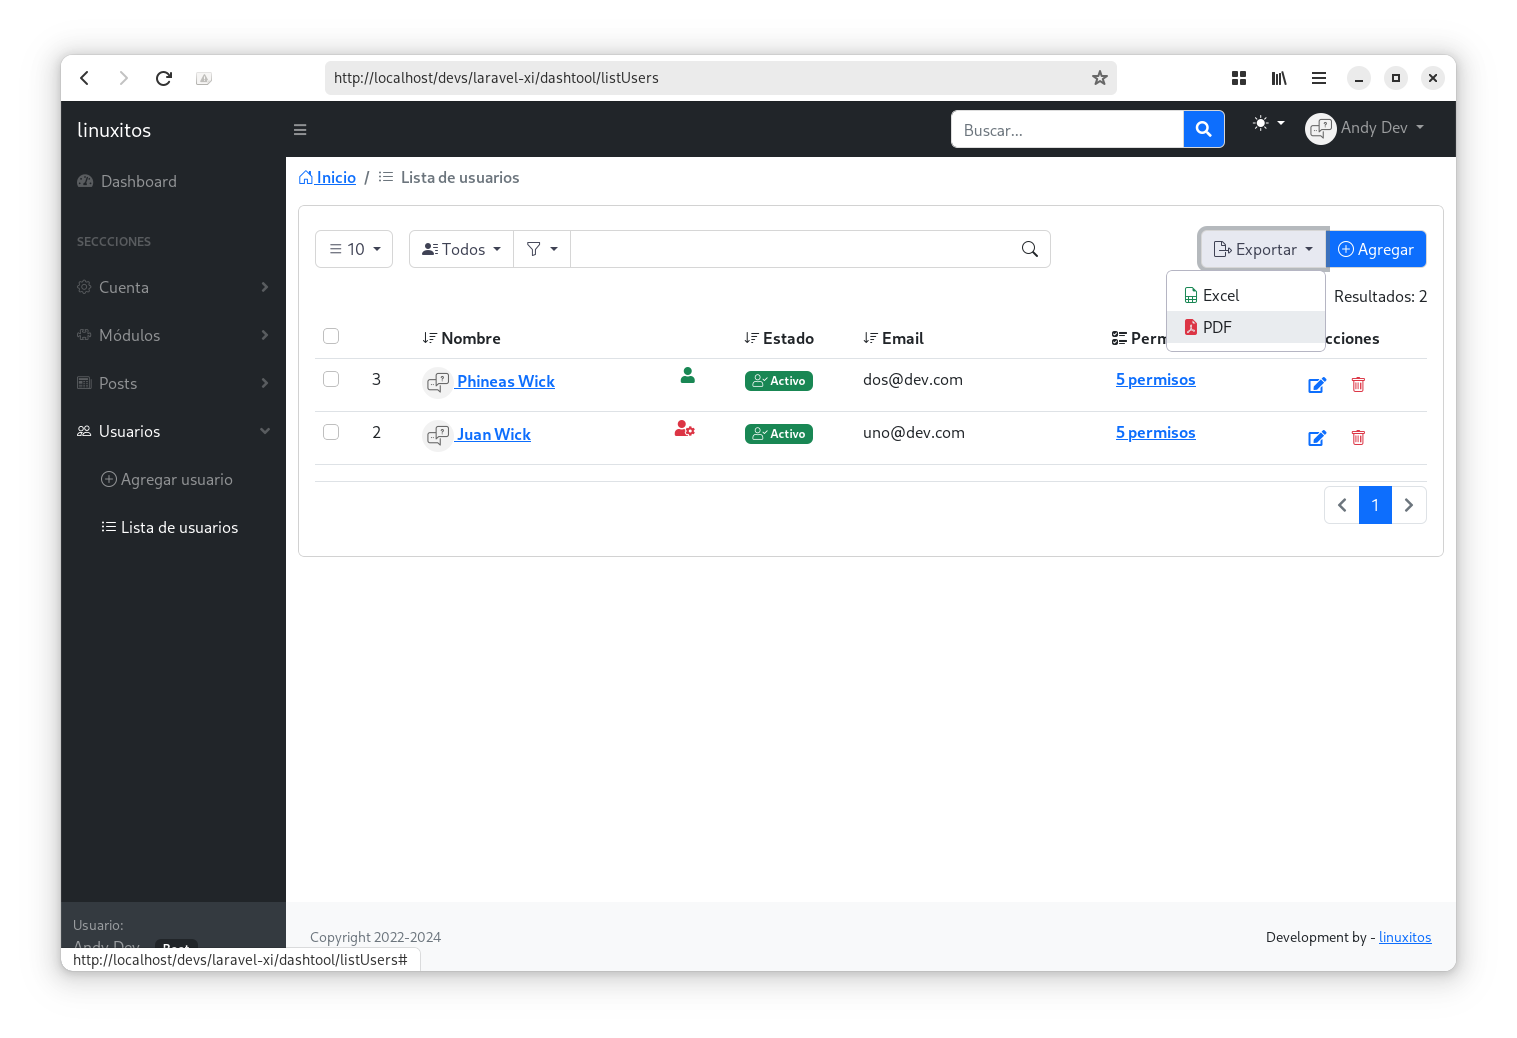 http://localhost/devs/laravel-xi/dashtool/listUsers
linuxitos
Buscar...
Andy Dev
Dashboard
SECCCIONES
Cuenta
Módulos
Posts
Usuarios
Agregar usuario
Lista de usuarios
Inicio / Lista de usuarios
10
Todos
Exportar
Agregar
Excel
PDF
Resultados: 2
Nombre Estado Email Perm cciones
3 Phineas Wick Activo dos@dev.com 5 permisos
2 Juan Wick Activo uno@dev.com 5 permisos
1
Usuario:
Andy Dev Root
http://localhost/devs/laravel-xi/dashtool/listUsers#
Copyright 2022-2024
Development by - linuxitos